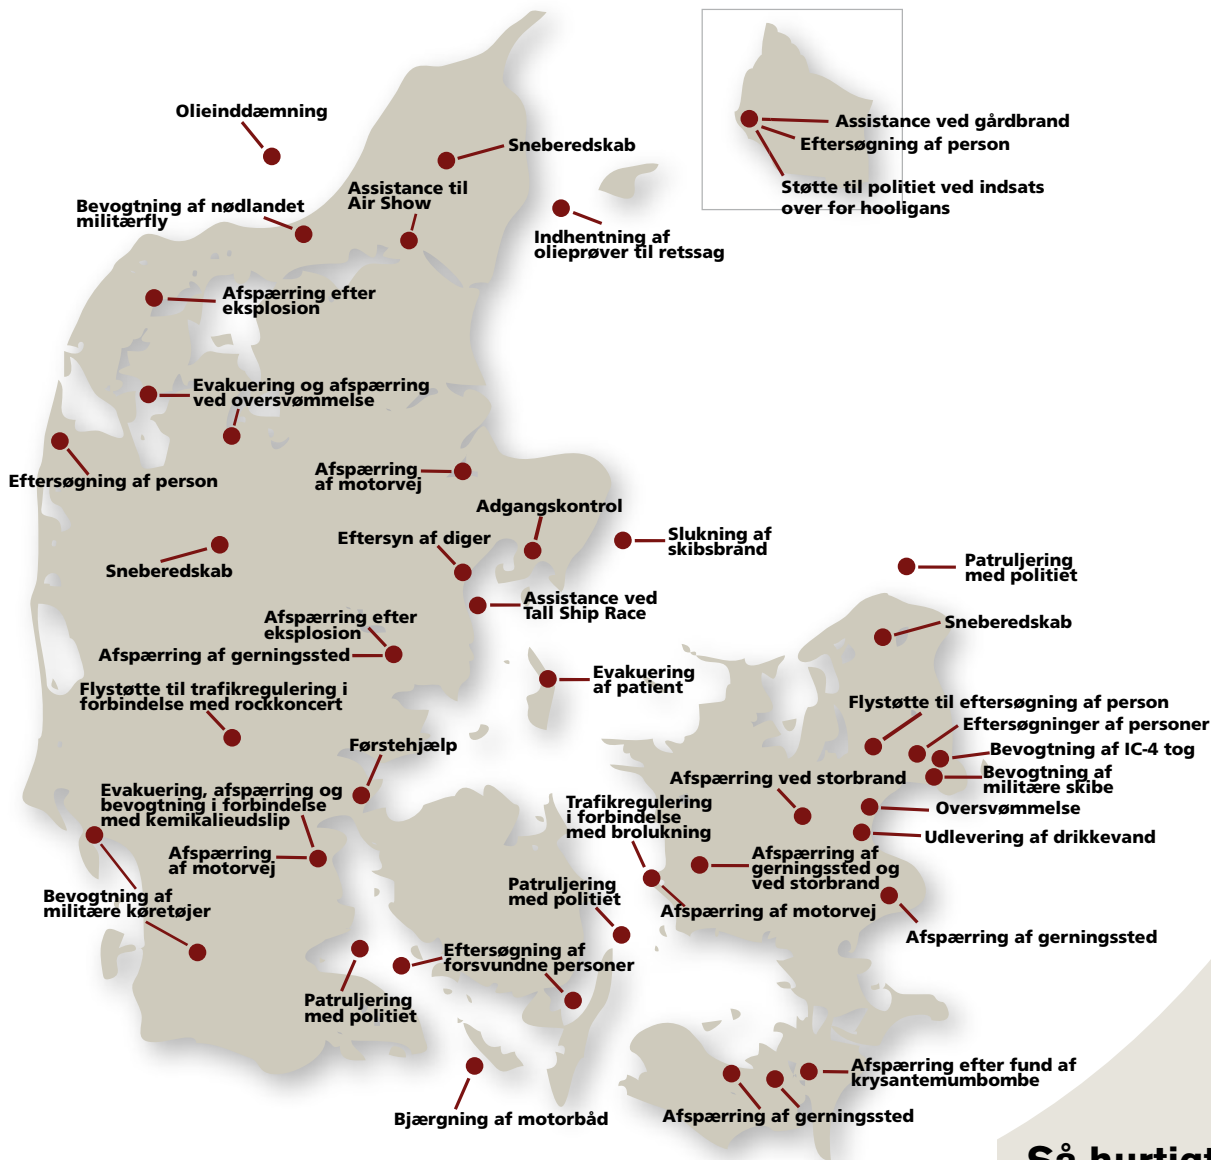 Olieinddæmning
Sneberedskab
Assistance til
Air Show
Bevogtning af nødlandet
militærfly
Indhentning af
olieprøver til retssag
Assistance ved gårdbrand
Eftersøgning af person
Støtte til politiet ved indsats
over for hooligans
Afspærring efter
eksplosion
Evakuering og afspærring
ved oversvømmelse
Eftersøgning af person
Afspærring
af motorvej
Adgangskontrol
Eftersyn af diger
Slukning af
skibsbrand
Sneberedskab
Patruljering
med politiet
Assistance ved
Tall Ship Race
Afspærring efter
eksplosion
Afspærring af gerningssted
Sneberedskab
Evakuering
af patient
Flystøtte til trafikregulering i
forbindelse med rockkoncert
Flystøtte til eftersøgning af person
Eftersøgninger af personer
Bevogtning af IC-4 tog
Bevogtning af
militære skibe
Førstehjælp
Afspærring ved storbrand
Evakuering, afspærring og
bevogtning i forbindelse
med kemikalieudslip
Trafikregulering
i forbindelse
med brolukning
Oversvømmelse
Udlevering af drikkevand
Afspærring
af motorvej
Afspærring af
gerningssted og
ved storbrand
Bevogtning af
militære køretøjer
Patruljering
med politiet
Afspærring af motorvej
Afspærring af gerningssted
Eftersøgning af
forsvundne personer
Patruljering
med politiet
Afspærring efter fund af
krysantemumbombe
Bjærgning af motorbåd
Afspærring af gerningssted
Så hurtigt